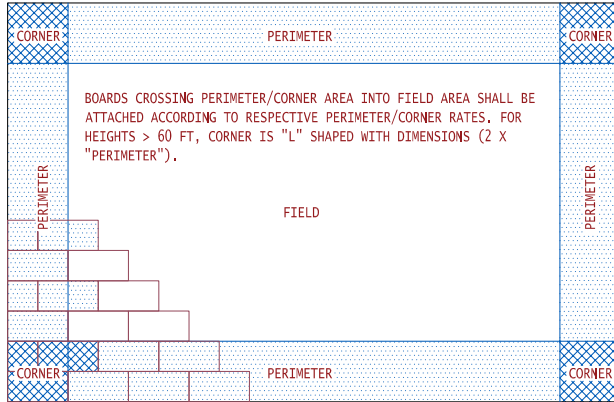 CORNER
PERIMETER
CORNER
BOARDS CROSSING PERIMETER/CORNER AREA INTO FIELD AREA SHALL BE
ATTACHED ACCORDING TO RESPECTIVE PERIMETER/CORNER RATES. FOR
HEIGHTS > 60 FT, CORNER IS "L" SHAPED WITH DIMENSIONS (2 X
"PERIMETER").
PERIMETER
FIELD
PERIMETER
CORNER
PERIMETER
CORNER